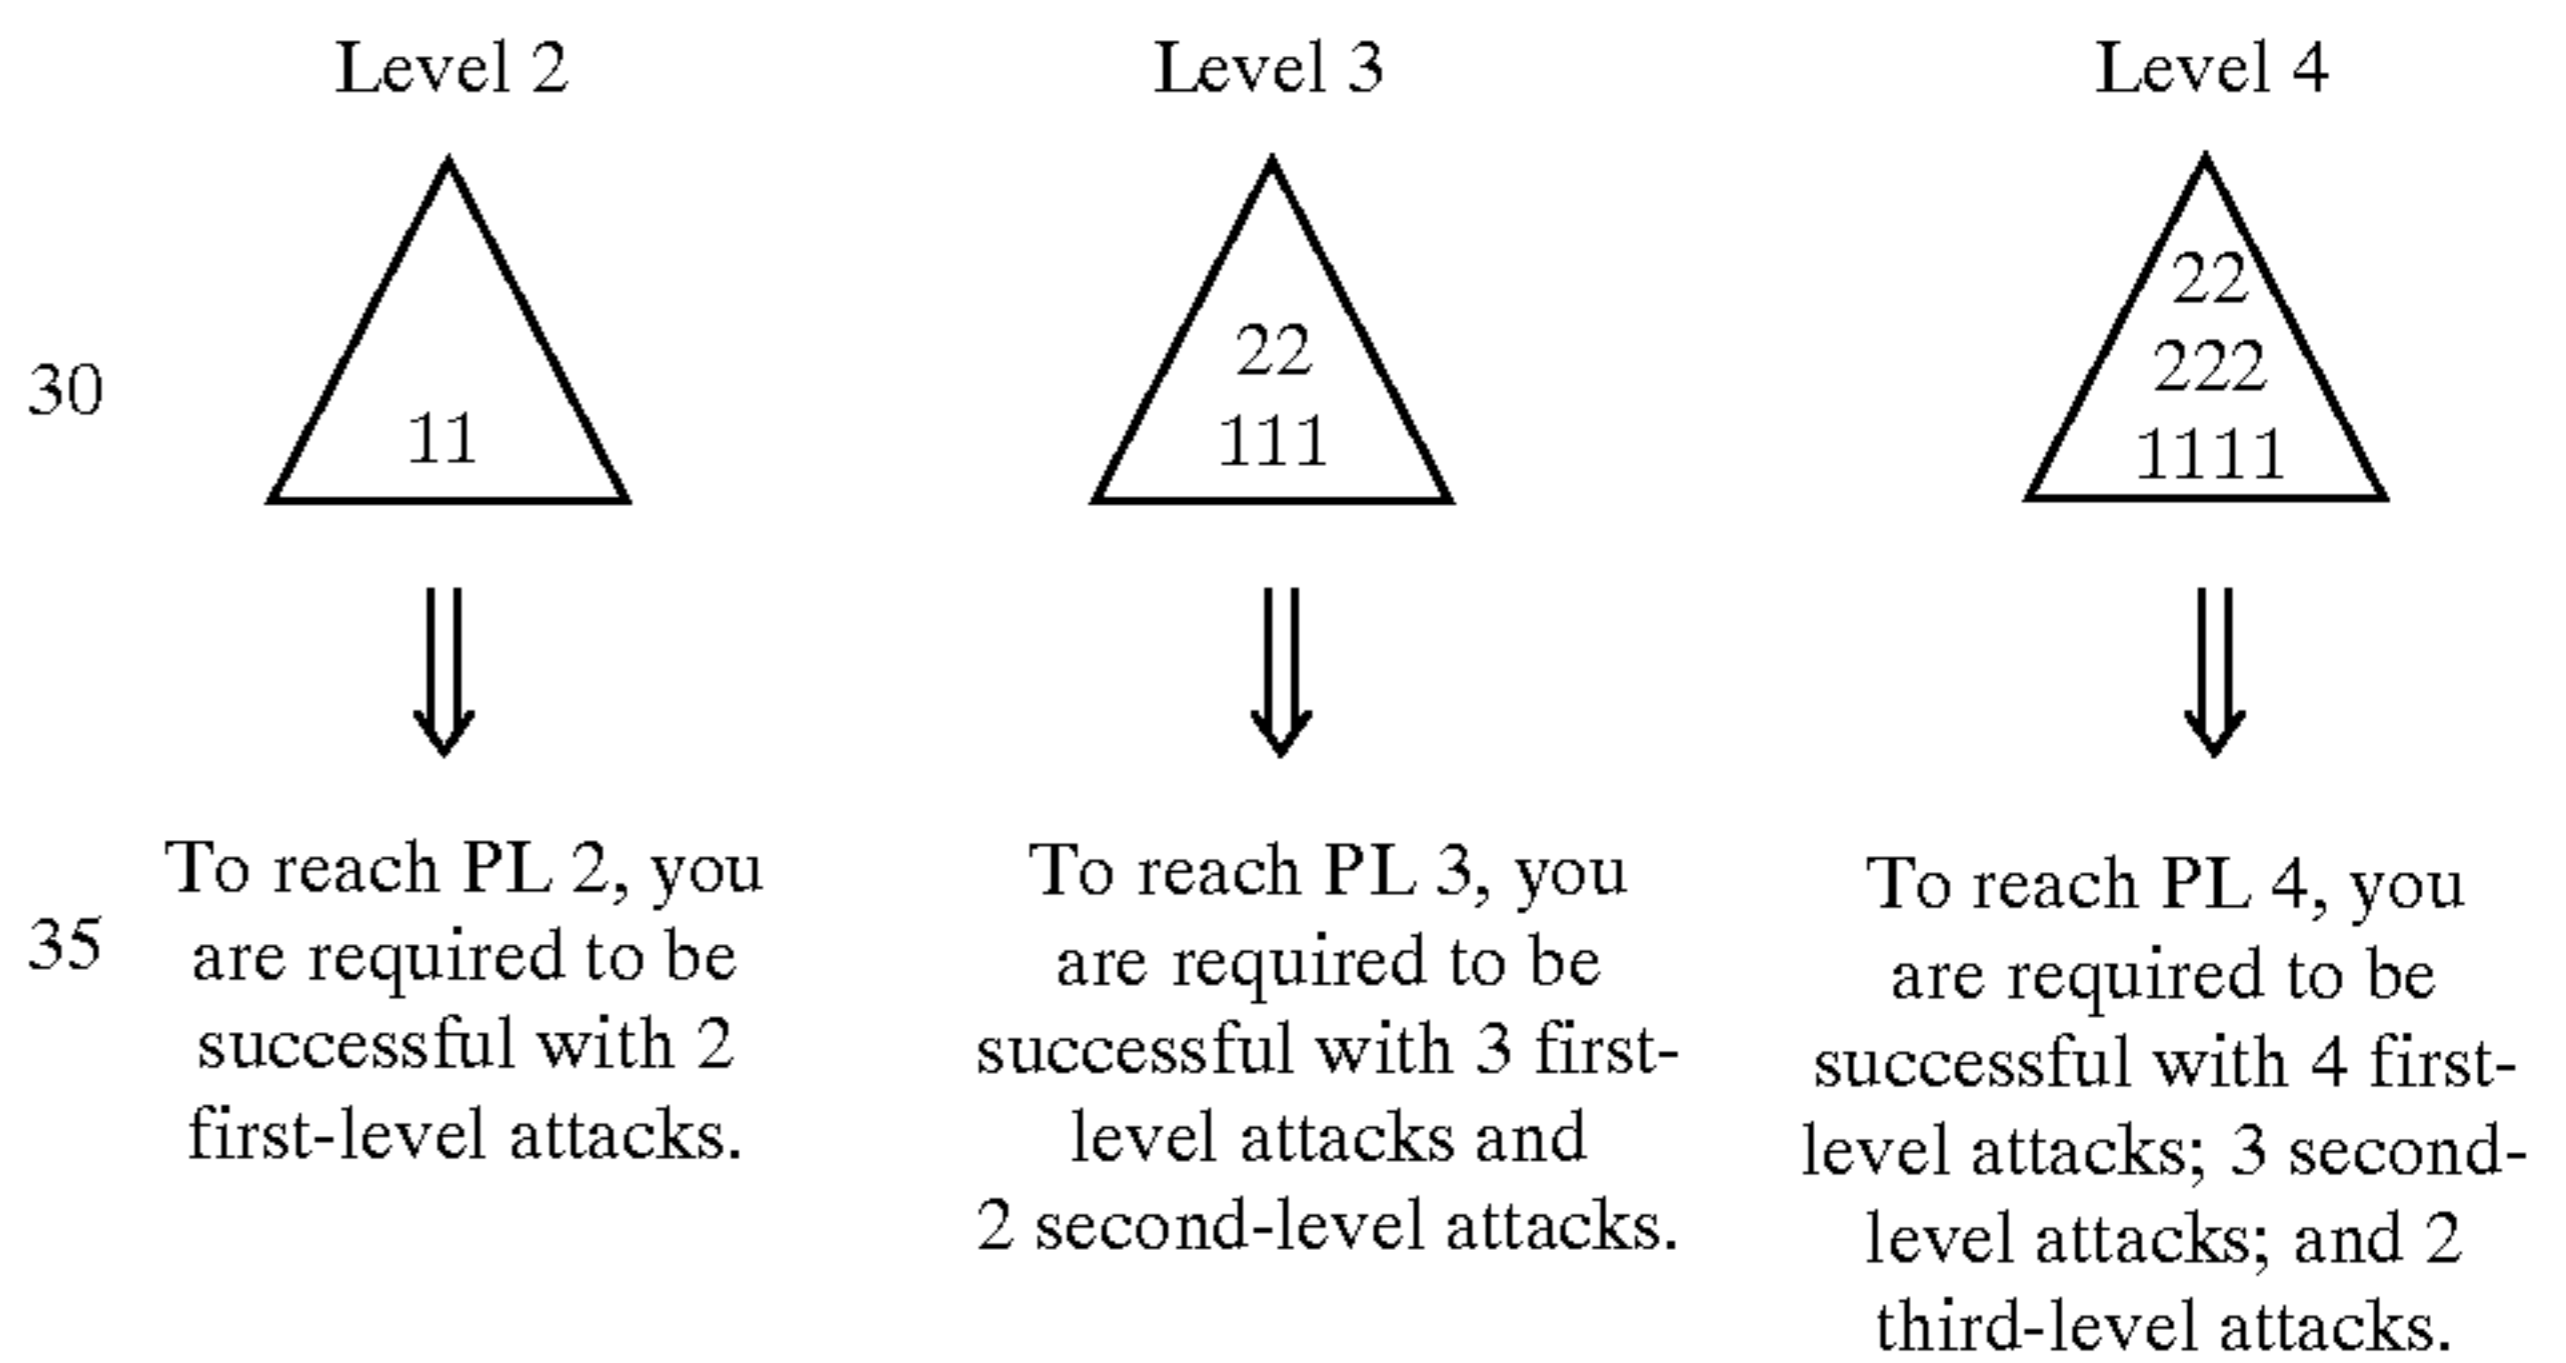 Level 2
Level 3
Level 4
30
11
22
111
22
222
1111
35
To reach PL 2, you
are required to be
successful with 2
first-level attacks.
To reach PL 3, you
are required to be
successful with 3 first-
level attacks and
2 second-level attacks.
To reach PL 4, you
are required to be
successful with 4 first-
level attacks; 3 second-
level attacks; and 2
third-level attacks.